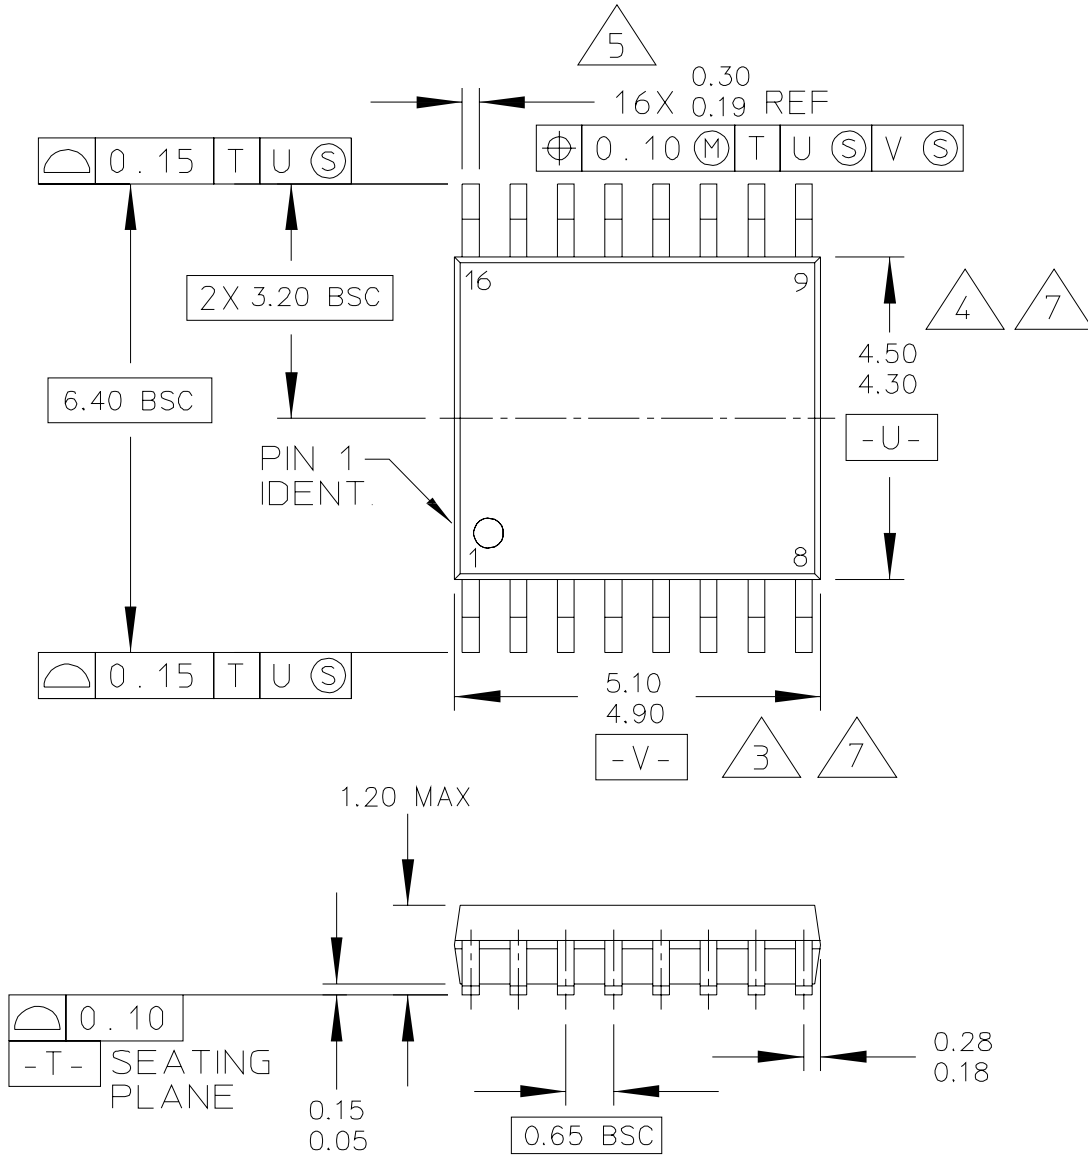 5
0.30
16X 0.19 REF
0.10 M T U S V S
0.15 T U S
2X 3.20 BSC
16
9
4
7
4.50
4.30
6.40 BSC
-U-
PIN 1
IDENT.
1
8
0.15 T U S
5.10
4.90
-V-
3
7
1.20 MAX
0.10
-T- SEATING
PLANE
0.15
0.05
0.65 BSC
0.28
0.18